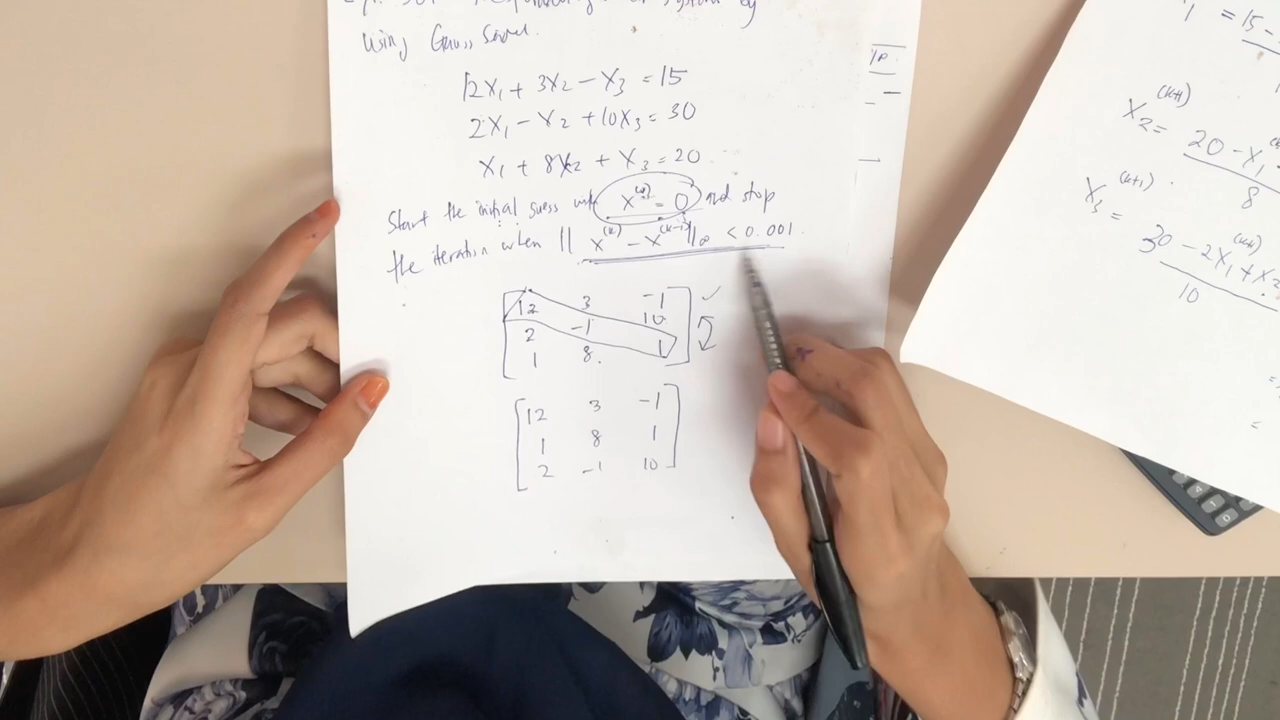 system by
Using Gauss Seidel.
12X₁ + 3X₂ − X₃ = 15
2X₁ − X₂ + 10X₃ = 30
X₁ + 8X₂ + X₃ = 20
Start the initial guess with X⁽⁰⁾ = 0 and stop
the iteration when || X⁽ᵏ⁾ − X⁽ᵏ⁻¹⁾ ||∞ < 0.001.
12 3 −1
2 −1 10
1 8 1
12 3 −1
1 8 1
2 −1 10
= 15 −
X₂⁽ᵏ⁺¹⁾ = 20 − X₁
8
X₃⁽ᵏ⁺¹⁾ = 30 − 2X₁⁽ᵏ⁺¹⁾ + X₂
10